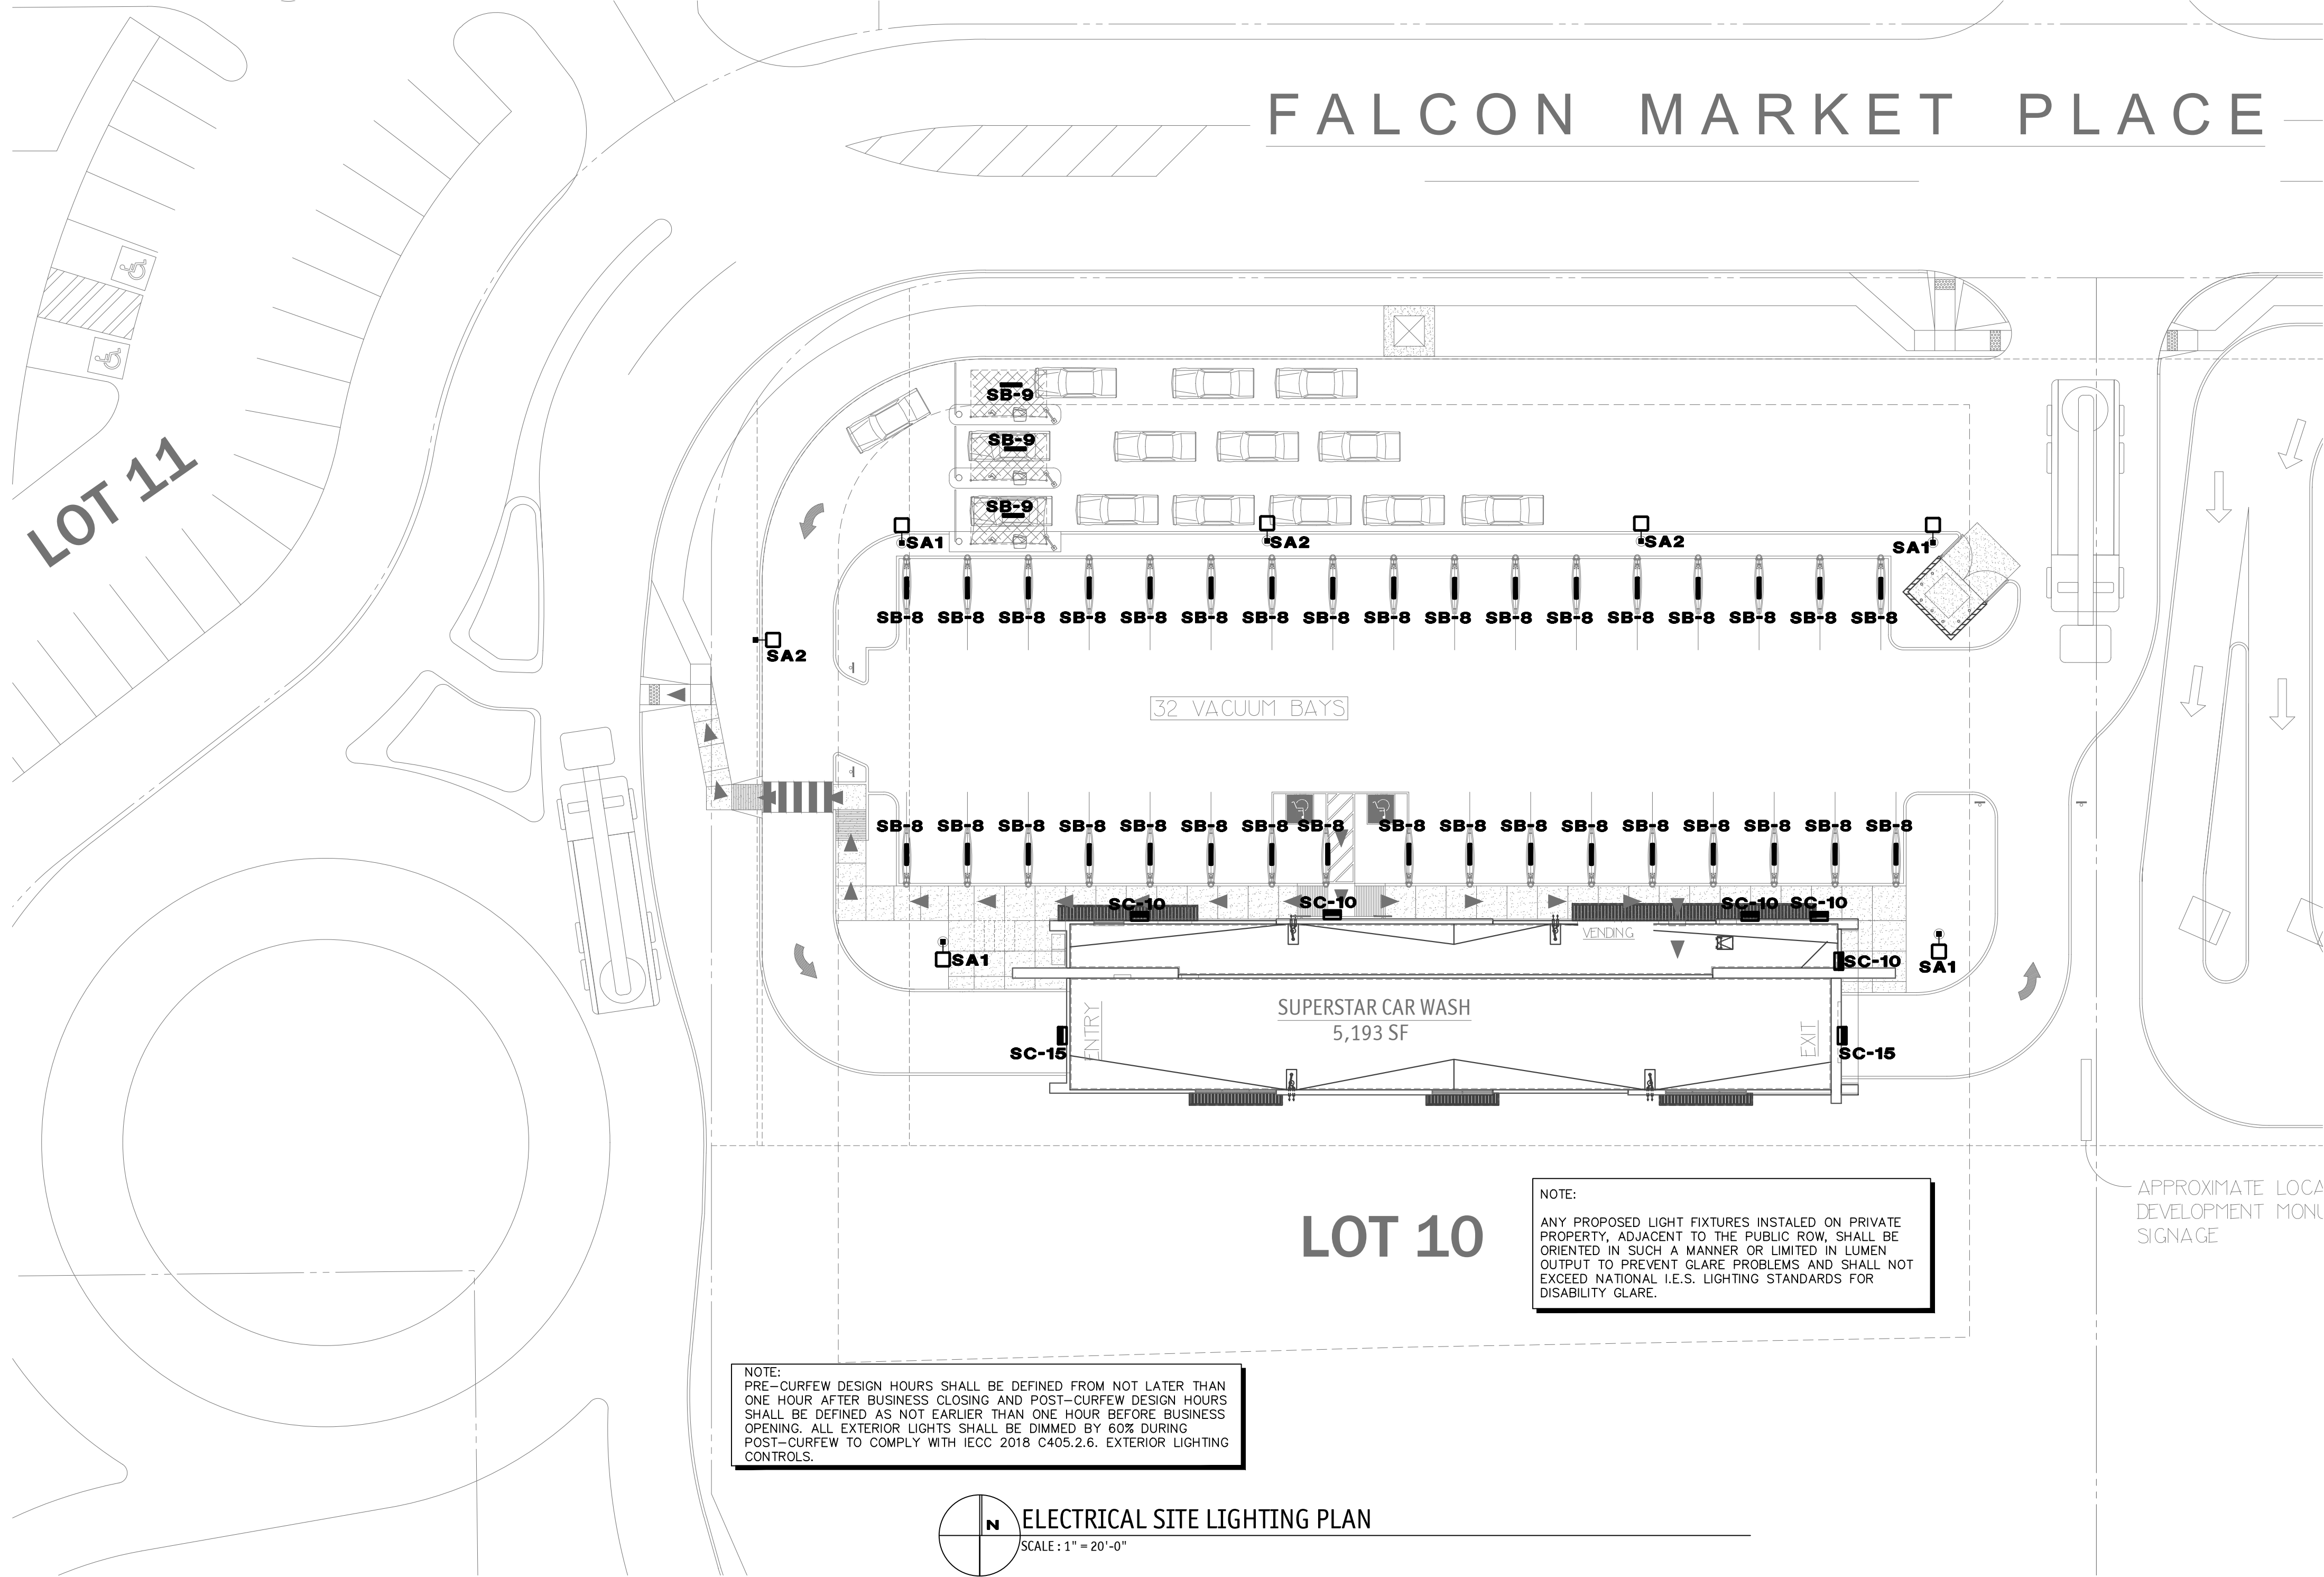 FALCON MARKET PLACE
LOT 11
SB-9
SB-9
SB-9
SA1
SA2
SA2
SA1
SB-8 SB-8 SB-8 SB-8 SB-8 SB-8 SB-8 SB-8 SB-8 SB-8 SB-8 SB-8 SB-8 SB-8 SB-8 SB-8 SB-8
SA2
32 VACUUM BAYS
SB-8 SB-8 SB-8 SB-8 SB-8 SB-8 SB-8 SB-8 SB-8 SB-8 SB-8 SB-8 SB-8 SB-8 SB-8 SB-8 SB-8
SC-10
SC-10
SC-10
SC-10
VENDING
SA1
SC-10
SA1
SUPERSTAR CAR WASH
5,193 SF
ENTRY
EXIT
SC-15
SC-15
LOT 10
NOTE:
ANY PROPOSED LIGHT FIXTURES INSTALED ON PRIVATE
PROPERTY, ADJACENT TO THE PUBLIC ROW, SHALL BE
ORIENTED IN SUCH A MANNER OR LIMITED IN LUMEN
OUTPUT TO PREVENT GLARE PROBLEMS AND SHALL NOT
EXCEED NATIONAL I.E.S. LIGHTING STANDARDS FOR
DISABILITY GLARE.
APPROXIMATE LOCA
DEVELOPMENT MONU
SIGNAGE
NOTE:
PRE-CURFEW DESIGN HOURS SHALL BE DEFINED FROM NOT LATER THAN
ONE HOUR AFTER BUSINESS CLOSING AND POST-CURFEW DESIGN HOURS
SHALL BE DEFINED AS NOT EARLIER THAN ONE HOUR BEFORE BUSINESS
OPENING. ALL EXTERIOR LIGHTS SHALL BE DIMMED BY 60% DURING
POST-CURFEW TO COMPLY WITH IECC 2018 C405.2.6. EXTERIOR LIGHTING
CONTROLS.
N
ELECTRICAL SITE LIGHTING PLAN
SCALE : 1" = 20'-0"